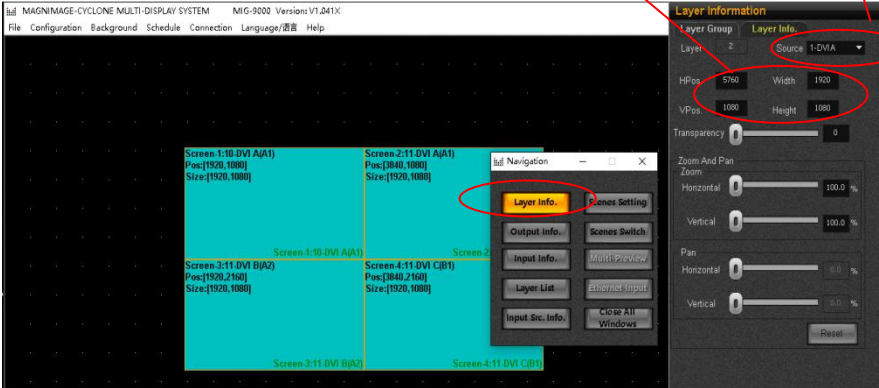 MAGNIMAGE-CYCLONE MULTI-DISPLAY SYSTEM MIG-9000 Version: V1.041X
File Configuration Background Schedule Connection Language/语言 Help
Screen-1:10-DVI A(A1)
Pos:[1920,1080]
Size:[1920,1080]
Screen-1:10-DVI A(A1)
Screen-2:11-DVI A(A1)
Pos:[3840,1080]
Size:[1920,1080]
Screen-2
Screen-3:11-DVI B(A2)
Pos:[1920,2160]
Size:[1920,1080]
Screen-3:11-DVI B(A2)
Screen-4:11-DVI C(B1)
Pos:[3840,2160]
Size:[1920,1080]
Screen-4:11-DVI C(B1)
Navigation
Layer Info. Scenes Setting
Output Info. Scenes Switch
Input Info. Multi-Preview
Layer List Ethernet Input
Input Src. Info. Close All
Windows
Layer Information
Layer Group Layer Info.
Layer 2 Source 1-DVI A
HPos. 5760 Width 1920
VPos. 1080 Height 1080
Transparency 0
Zoom And Pan
Zoom
Horizontal 100.0 %
Vertical 100.0 %
Pan
Horizontal 0.0 %
Vertical 0.0 %
Reset